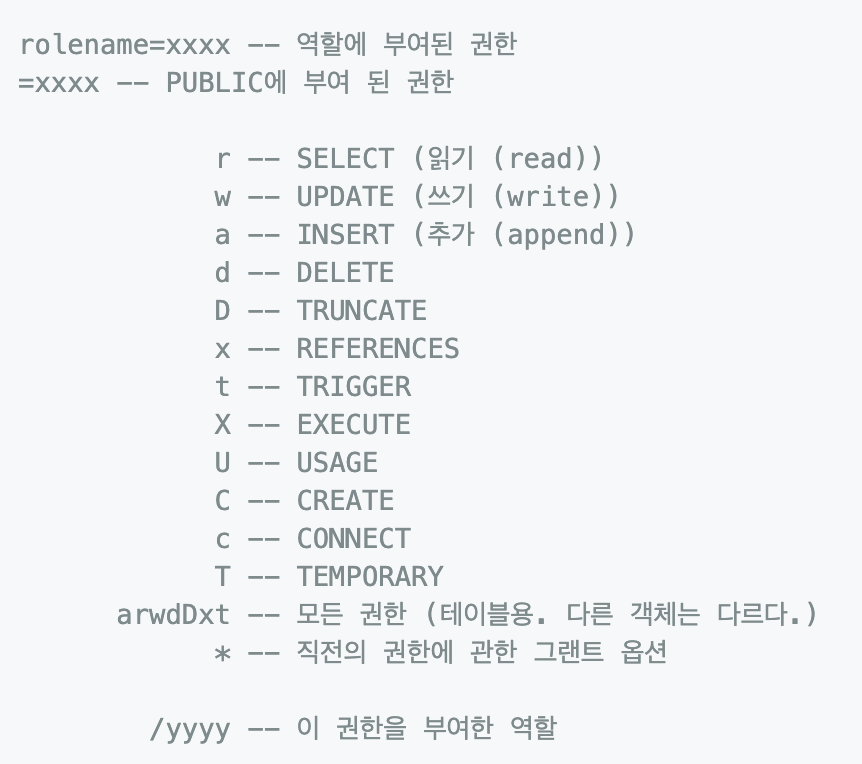 rolename=xxxx -- 역할에 부여된 권한
=xxxx -- PUBLIC에 부여 된 권한
r -- SELECT (읽기 (read))
w -- UPDATE (쓰기 (write))
a -- INSERT (추가 (append))
d -- DELETE
D -- TRUNCATE
x -- REFERENCES
t -- TRIGGER
X -- EXECUTE
U -- USAGE
C -- CREATE
c -- CONNECT
T -- TEMPORARY
arwdDxt -- 모든 권한 (테이블용. 다른 객체는 다르다.)
* -- 직전의 권한에 관한 그랜트 옵션
/yyyy -- 이 권한을 부여한 역할